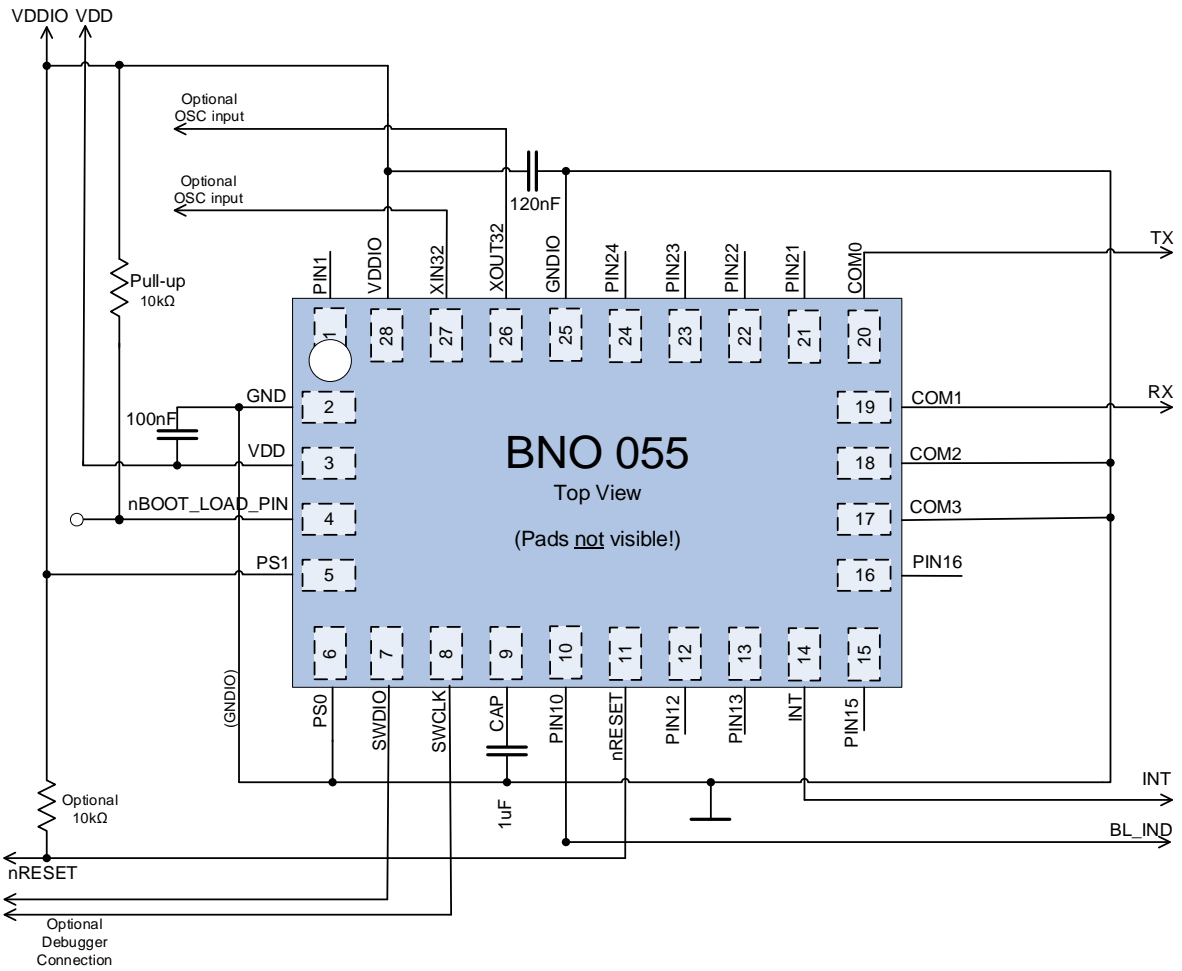 VDDIO VDD
Optional
OSC input
Optional
OSC input
120nF
Pull-up
10kΩ
PIN1
VDDIO
XIN32
XOUT32
GNDIO
PIN24
PIN23
PIN22
PIN21
COM0
TX
1
28
27
26
25
24
23
22
21
20
GND
2
100nF
VDD
3
nBOOT_LOAD_PIN
4
PS1
5
BNO 055
Top View
(Pads not visible!)
19
COM1
RX
18
COM2
17
COM3
16
PIN16
6
7
8
9
10
11
12
13
14
15
(GNDIO)
PS0
SWDIO
SWCLK
CAP
PIN10
nRESET
PIN12
PIN13
INT
PIN15
1uF
Optional
10kΩ
INT
BL_IND
nRESET
Optional
Debugger
Connection